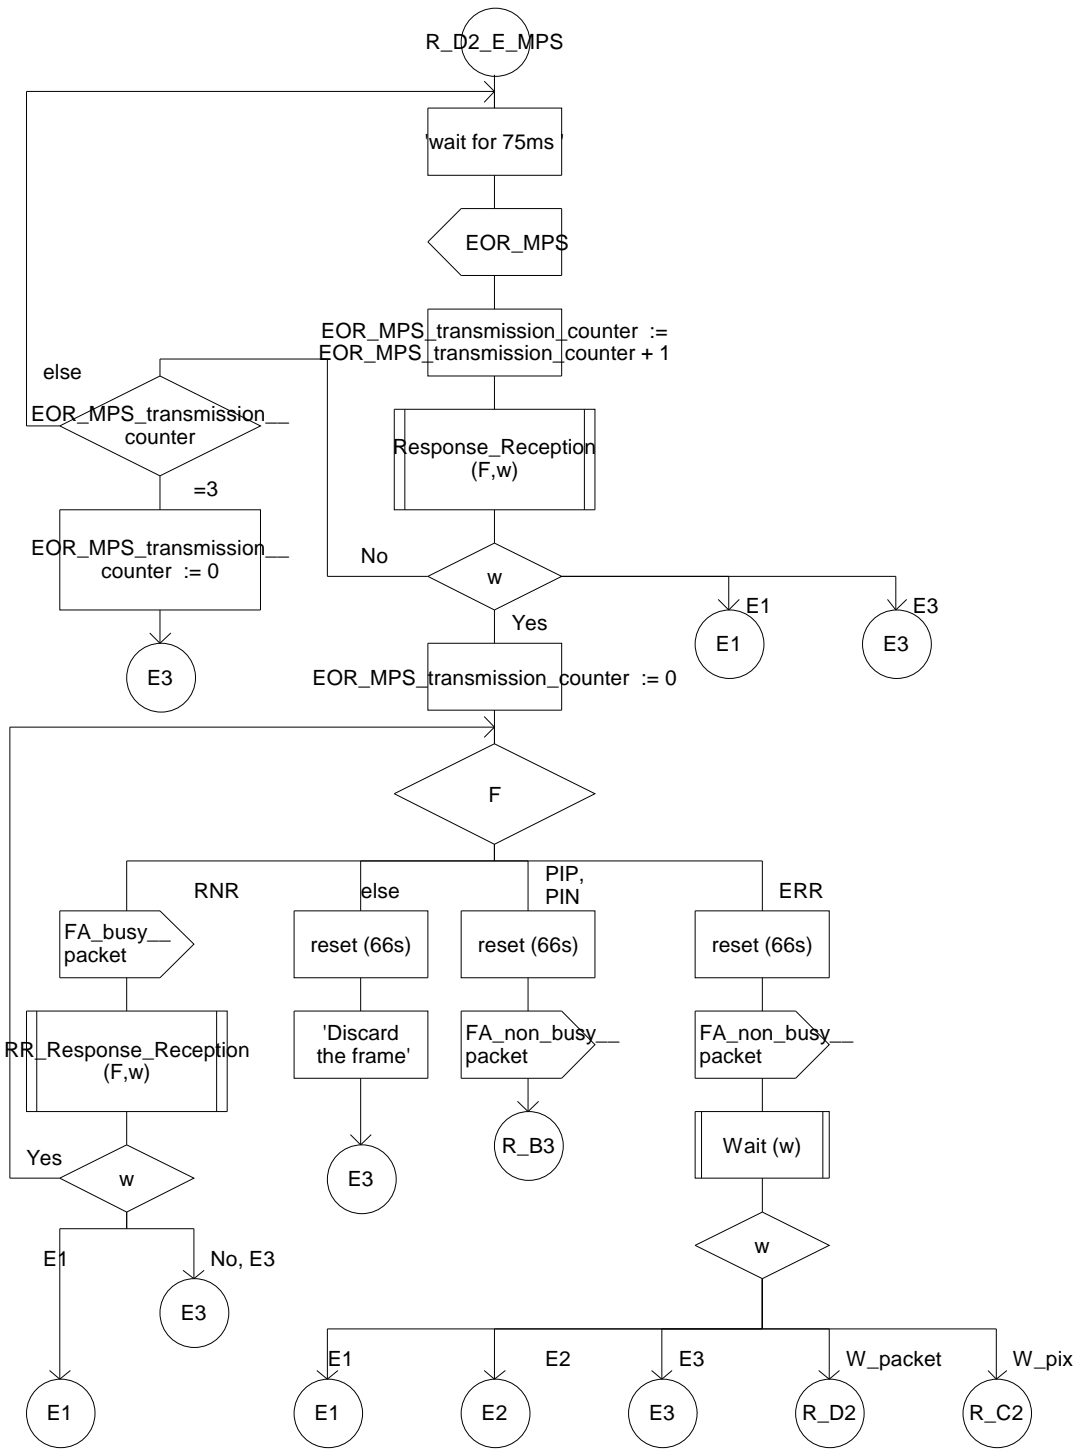 R_D2_E_MPS
'wait for 75ms '
EOR_MPS
EOR_MPS_transmission_counter :=
EOR_MPS_transmission_counter + 1
else
EOR_MPS_transmission__
counter
=3
Response_Reception
(F,w)
EOR_MPS_transmission__
counter := 0
No
w
E1
E3
Yes
E1
E3
E3
EOR_MPS_transmission_counter := 0
F
RNR
else
PIP,
PIN
ERR
FA_busy__
packet
reset (66s)
reset (66s)
reset (66s)
RR_Response_Reception
(F,w)
'Discard
the frame'
FA_non_busy__
packet
FA_non_busy__
packet
Yes
w
E3
R_B3
Wait (w)
w
E1
No, E3
E3
E1
E2
E3
W_packet
W_pix
E1
E1
E2
E3
R_D2
R_C2